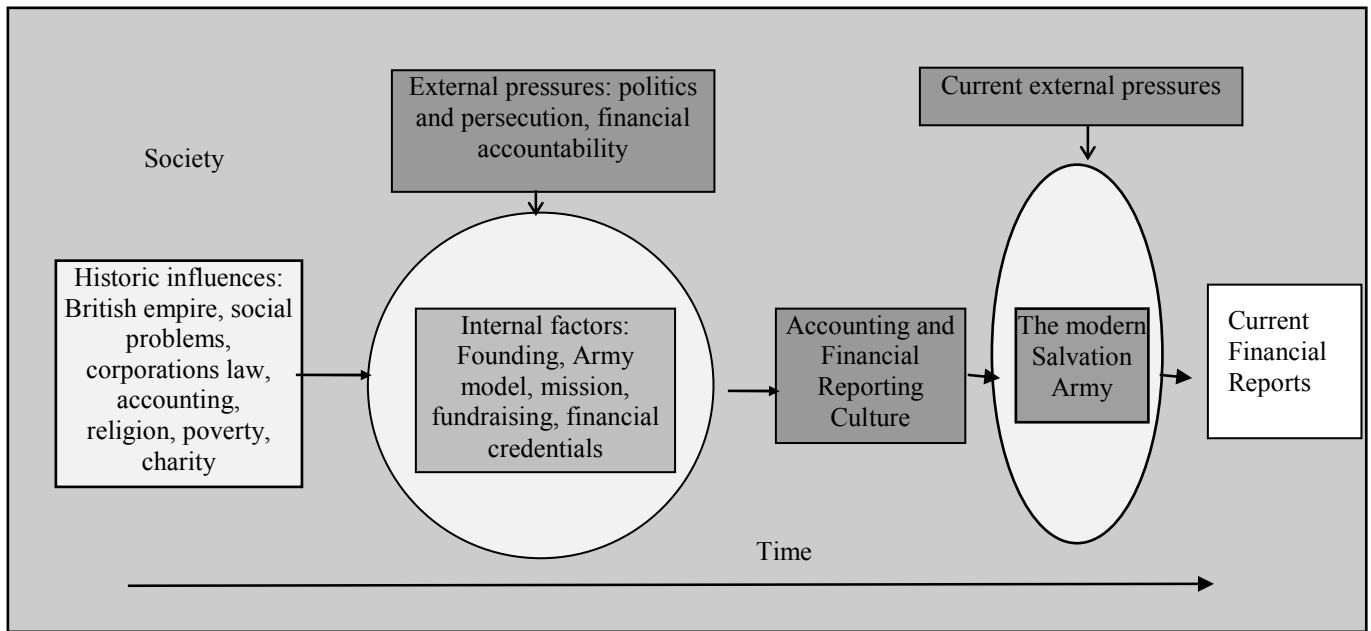 External pressures: politics
and persecution, financial
accountability
Current external pressures
Society
Historic influences:
British empire, social
problems,
corporations law,
accounting,
religion, poverty,
charity
Internal factors:
Founding, Army
model, mission,
fundraising, financial
credentials
Accounting and
Financial
Reporting
Culture
The modern
Salvation
Army
Current
Financial
Reports
Time